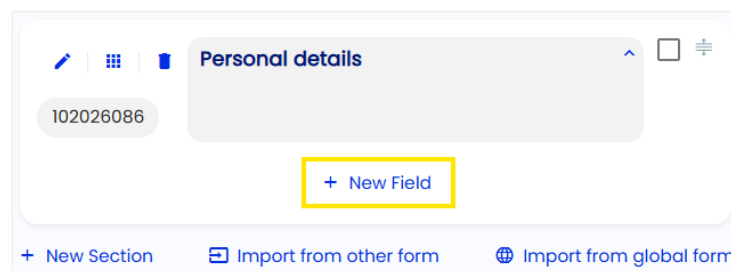 Personal details
102026086
+ New Field
+ New Section Import from other form Import from global form